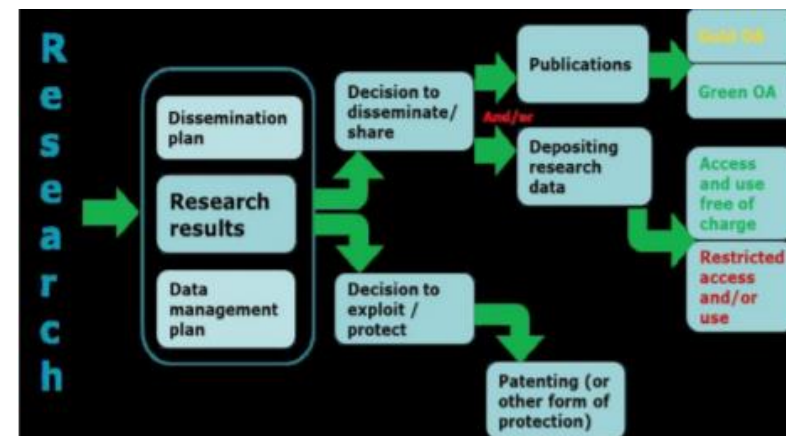 Research
Dissemination
plan
Research
results
Data
management
plan
Decision to
disseminate/
share
Decision to
exploit /
protect
And/or
Publications
Depositing
research
data
Patenting (or
other form of
protection)
Gold OA
Green OA
Access
and use
free of
charge
Restricted
access
and/or
use